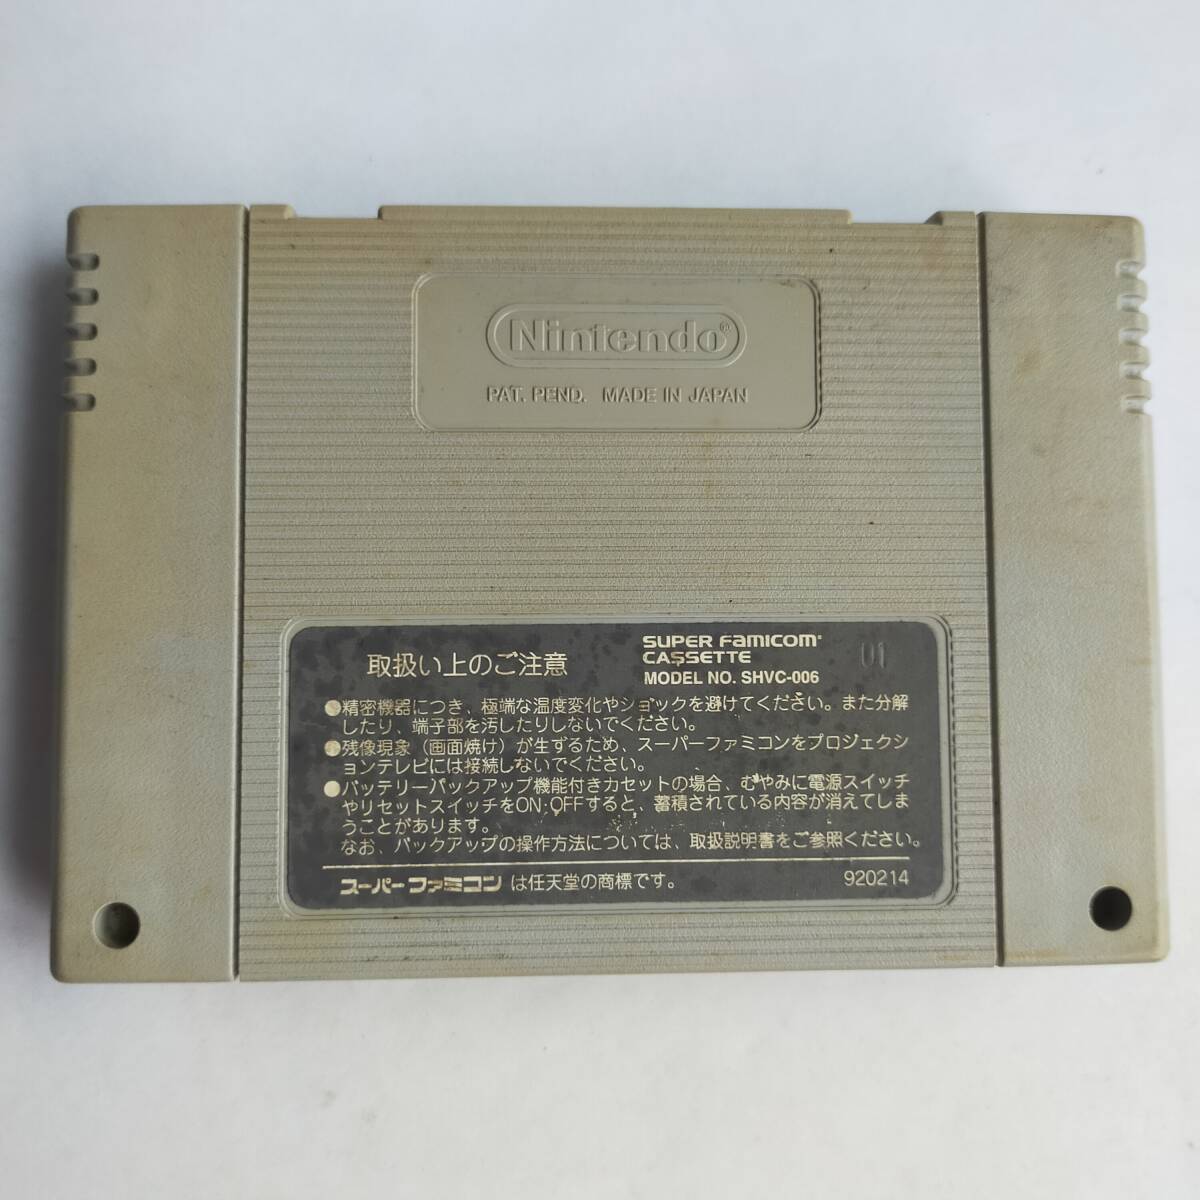 Nintendo®
PAT. PEND. MADE IN JAPAN
取扱い上のご注意
SUPER FAMICOM®
CASSETTE
MODEL NO. SHVC-006
01
●精密機器につき、極端な温度変化やショックを避けてください。また分解
したり、端子部を汚したりしないでください。
●残像現象（画面焼け）が生ずるため、スーパーファミコンをプロジェクシ
ョンテレビには接続しないでください。
●バッテリーバックアップ機能付きカセットの場合、むやみに電源スイッチ
やリセットスイッチをON・OFFすると、蓄積されている内容が消えてしま
うことがあります。
なお、バックアップの操作方法については、取扱説明書をご参照ください。
スーパーファミコン は任天堂の商標です。
920214